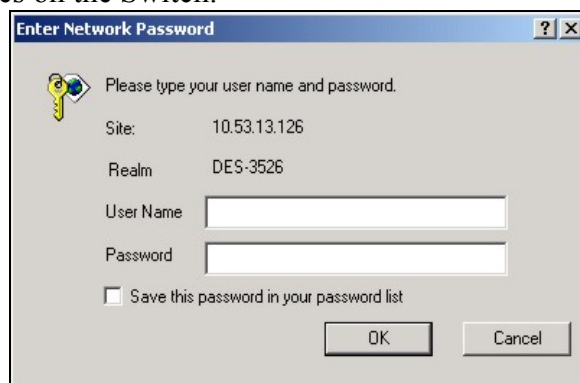 es on the Switch.
Enter Network Password
? X
Please type your user name and password.
Site: 10.53.13.126
Realm DES-3526
User Name
Password
Save this password in your password list
OK Cancel